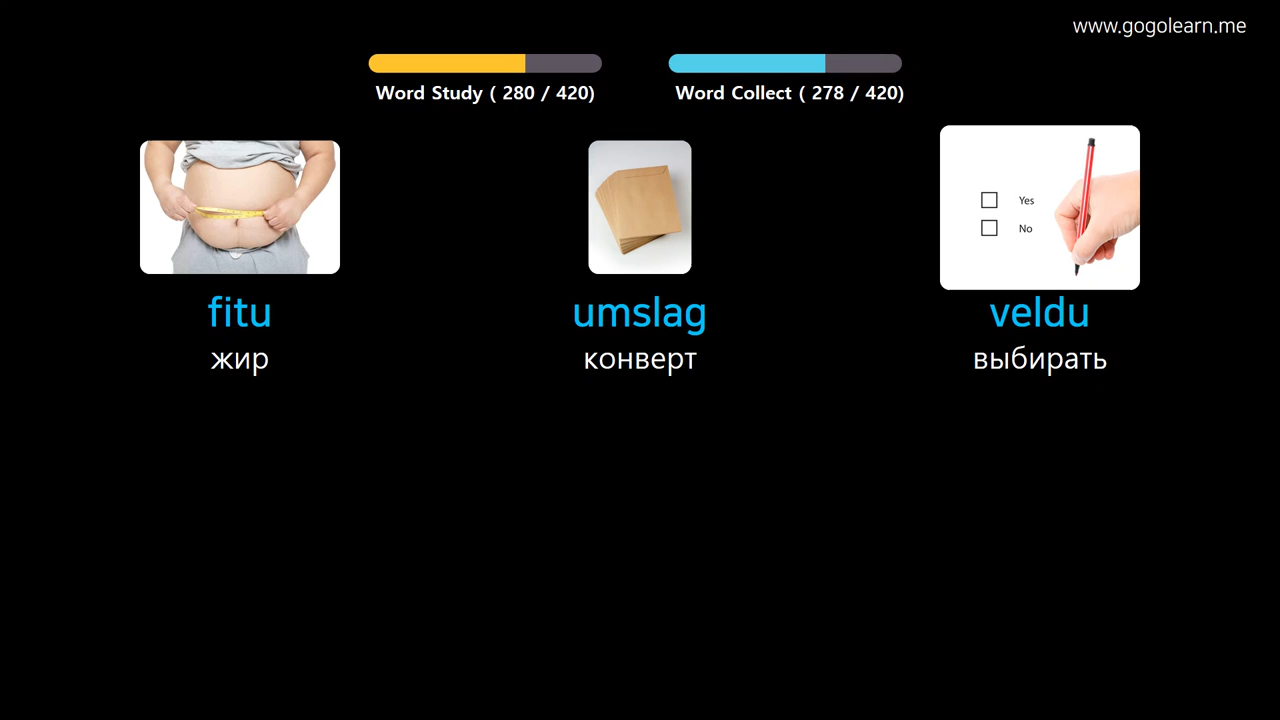 www.gogolearn.me
Word Study ( 280 / 420)
Word Collect ( 278 / 420)
Yes
No
fitu
umslag
veldu
жир
конверт
выбирать